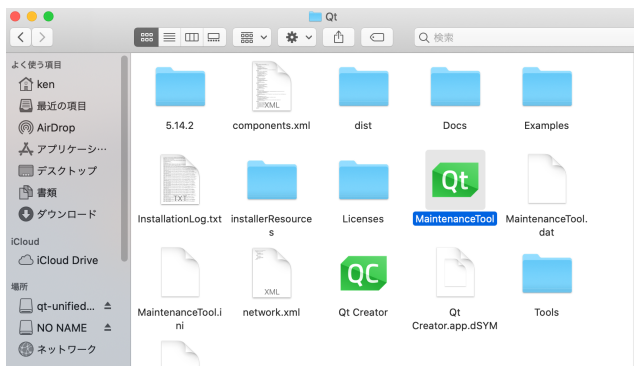 Qt
検索
よく使う項目
ken
最近の項目
AirDrop
アプリケーシ…
デスクトップ
書類
ダウンロード
iCloud
iCloud Drive
場所
qt-unified...
NO NAME
ネットワーク
5.14.2
XML
components.xml
dist
Docs
Examples
TXT
InstallationLog.txt
installerResource
s
Licenses
Qt
MaintenanceTool
MaintenanceTool.
dat
MaintenanceTool.i
ni
XML
network.xml
QC
Qt Creator
Qt
Creator.app.dSYM
Tools